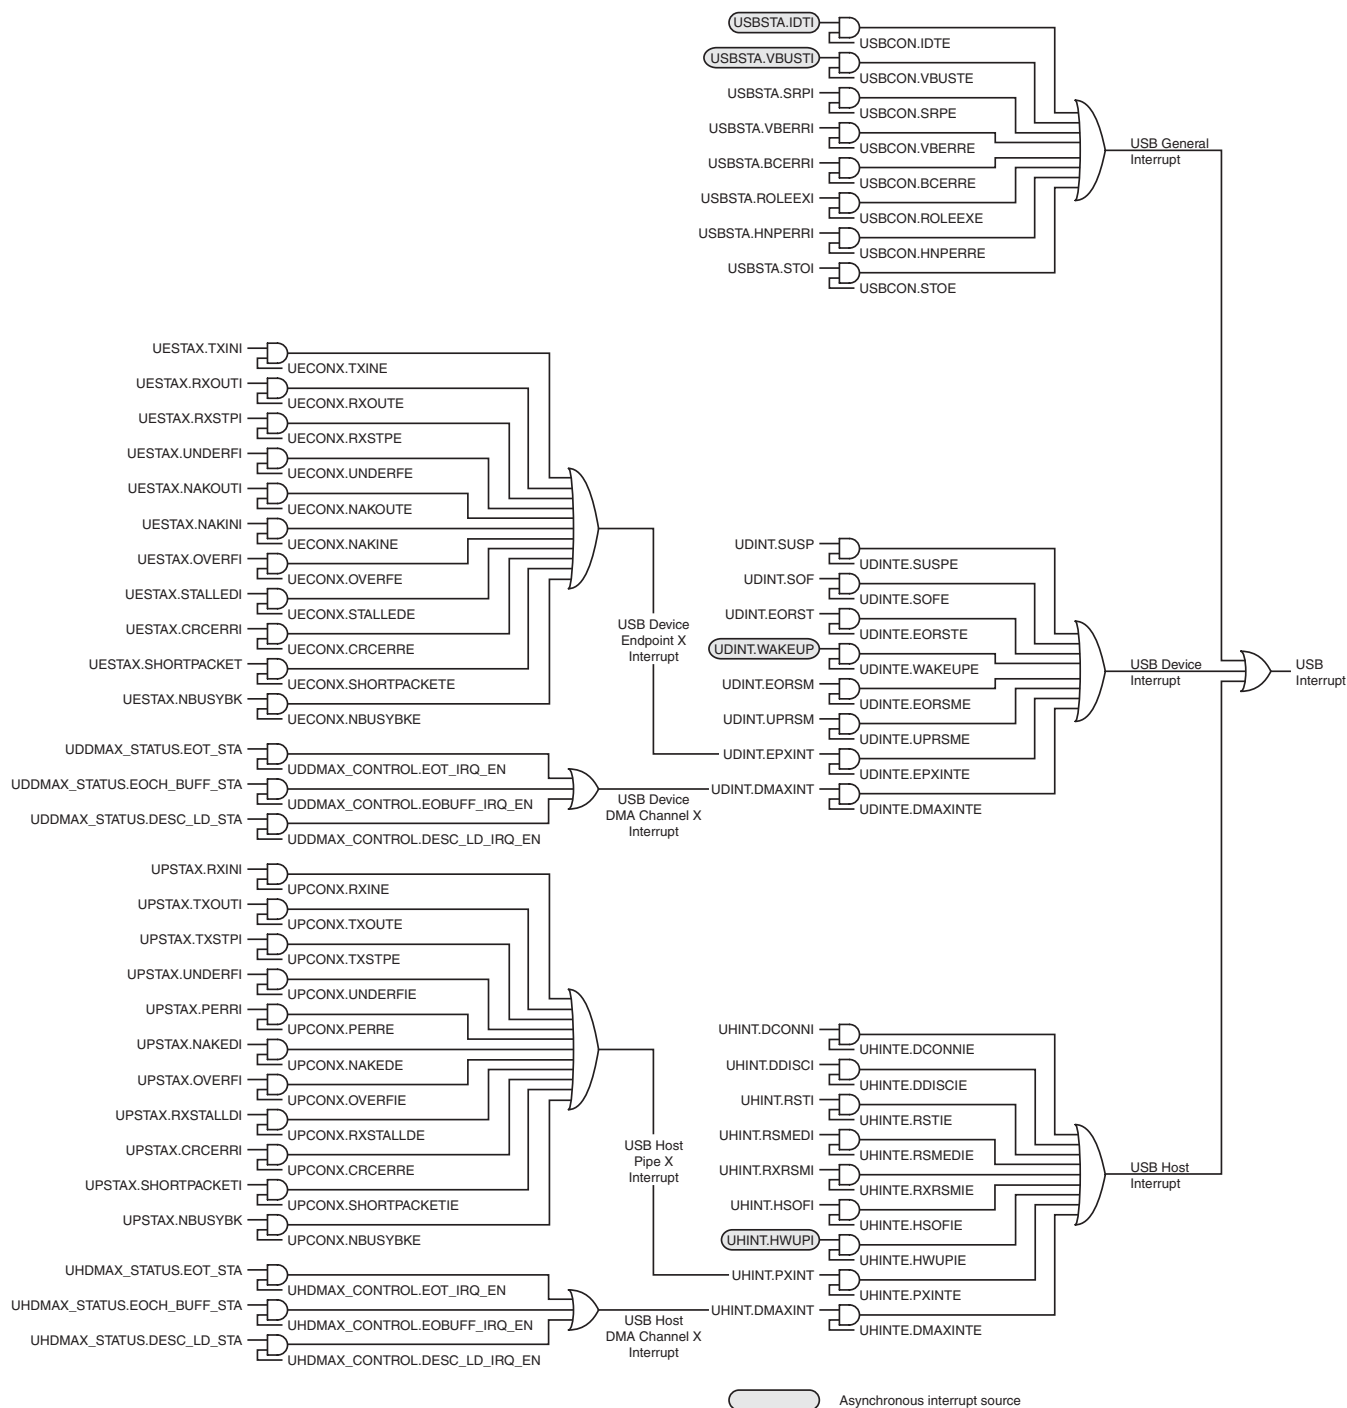 USBSTA.IDTI
USBCON.IDTE
USBSTA.VBUSTI
USBCON.VBUSTE
USBSTA.SRPI
USBCON.SRPE
USBSTA.VBERRI
USBCON.VBERRE
USBSTA.BCERRI
USBCON.BCERRE
USBSTA.ROLEEXI
USBCON.ROLEEXE
USBSTA.HNPERRI
USBCON.HNPERRE
USBSTA.STOI
USBCON.STOE
USB General
Interrupt
UESTAX.TXINI
UECONX.TXINE
UESTAX.RXOUTI
UECONX.RXOUTE
UESTAX.RXSTPI
UECONX.RXSTPE
UESTAX.UNDERFI
UECONX.UNDERFE
UESTAX.NAKOUTI
UECONX.NAKOUTE
UESTAX.NAKINI
UECONX.NAKINE
UESTAX.OVERFI
UECONX.OVERFE
UESTAX.STALLEDI
UECONX.STALLEDE
UESTAX.CRCERRI
UECONX.CRCERRE
UESTAX.SHORTPACKET
UECONX.SHORTPACKETE
UESTAX.NBUSYBK
UECONX.NBUSYBKE
USB Device
Endpoint X
Interrupt
UDDMAX_STATUS.EOT_STA
UDDMAX_CONTROL.EOT_IRQ_EN
UDDMAX_STATUS.EOCH_BUFF_STA
UDDMAX_CONTROL.EOBUFF_IRQ_EN
UDDMAX_STATUS.DESC_LD_STA
UDDMAX_CONTROL.DESC_LD_IRQ_EN
USB Device
DMA Channel X
Interrupt
UDINT.SUSP
UDINTE.SUSPE
UDINT.SOF
UDINTE.SOFE
UDINT.EORST
UDINTE.EORSTE
UDINT.WAKEUP
UDINTE.WAKEUPE
UDINT.EORSM
UDINTE.EORSME
UDINT.UPRSM
UDINTE.UPRSME
UDINT.EPXINT
UDINTE.EPXINTE
UDINT.DMAXINT
UDINTE.DMAXINTE
USB Device
Interrupt
USB
Interrupt
UPSTAX.RXINI
UPCONX.RXINE
UPSTAX.TXOUTI
UPCONX.TXOUTE
UPSTAX.TXSTPI
UPCONX.TXSTPE
UPSTAX.UNDERFI
UPCONX.UNDERFIE
UPSTAX.PERRI
UPCONX.PERRE
UPSTAX.NAKEDI
UPCONX.NAKEDE
UPSTAX.OVERFI
UPCONX.OVERFIE
UPSTAX.RXSTALLDI
UPCONX.RXSTALLDE
UPSTAX.CRCERRI
UPCONX.CRCERRE
UPSTAX.SHORTPACKETI
UPCONX.SHORTPACKETIE
UPSTAX.NBUSYBK
UPCONX.NBUSYBKE
USB Host
Pipe X
Interrupt
UHDMAX_STATUS.EOT_STA
UHDMAX_CONTROL.EOT_IRQ_EN
UHDMAX_STATUS.EOCH_BUFF_STA
UHDMAX_CONTROL.EOBUFF_IRQ_EN
UHDMAX_STATUS.DESC_LD_STA
UHDMAX_CONTROL.DESC_LD_IRQ_EN
USB Host
DMA Channel X
Interrupt
UHINT.DCONNI
UHINTE.DCONNIE
UHINT.DDISCI
UHINTE.DDISCIE
UHINT.RSTI
UHINTE.RSTIE
UHINT.RSMEDI
UHINTE.RSMEDIE
UHINT.RXRSMI
UHINTE.RXRSMIE
UHINT.HSOFI
UHINTE.HSOFIE
UHINT.HWUPI
UHINTE.HWUPIE
UHINT.PXINT
UHINTE.PXINTE
UHINT.DMAXINT
UHINTE.DMAXINTE
USB Host
Interrupt
Asynchronous interrupt source